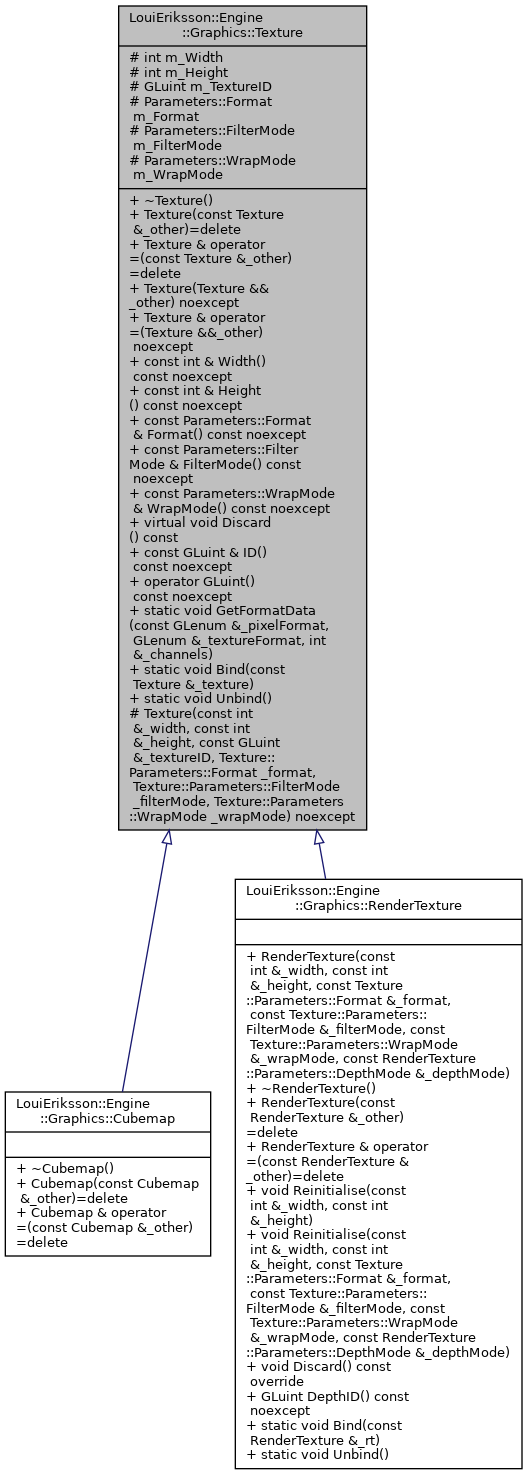 LouiEriksson::Engine
::Graphics::Texture
# int m_Width
# int m_Height
# GLuint m_TextureID
# Parameters::Format
m_Format
# Parameters::FilterMode
m_FilterMode
# Parameters::WrapMode
m_WrapMode
+ ~Texture()
+ Texture(const Texture
&_other)=delete
+ Texture & operator
=(const Texture &_other)
=delete
+ Texture(Texture &&
_other) noexcept
+ Texture & operator
=(Texture &&_other)
noexcept
+ const int & Width()
const noexcept
+ const int & Height
() const noexcept
+ const Parameters::Format
& Format() const noexcept
+ const Parameters::Filter
Mode & FilterMode() const
noexcept
+ const Parameters::WrapMode
& WrapMode() const noexcept
+ virtual void Discard
() const
+ const GLuint & ID()
const noexcept
+ operator GLuint()
const noexcept
+ static void GetFormatData
(const GLenum &_pixelFormat,
GLenum &_textureFormat, int
&_channels)
+ static void Bind(const
Texture &_texture)
+ static void Unbind()
# Texture(const int
&_width, const int
&_height, const GLuint
&_textureID, Texture::
Parameters::Format _format,
Texture::Parameters::FilterMode
_filterMode, Texture::Parameters
::WrapMode _wrapMode) noexcept
LouiEriksson::Engine
::Graphics::RenderTexture
+ RenderTexture(const
int &_width, const int
&_height, const Texture
::Parameters::Format &_format,
const Texture::Parameters::
FilterMode &_filterMode, const
Texture::Parameters::WrapMode
&_wrapMode, const RenderTexture
::Parameters::DepthMode &_depthMode)
+ ~RenderTexture()
+ RenderTexture(const
RenderTexture &_other)
=delete
+ RenderTexture & operator
=(const RenderTexture &
_other)=delete
+ void Reinitialise(const
int &_width, const int
&_height)
+ void Reinitialise(const
int &_width, const int
&_height, const Texture
::Parameters::Format &_format,
const Texture::Parameters::
FilterMode &_filterMode, const
Texture::Parameters::WrapMode
&_wrapMode, const RenderTexture
::Parameters::DepthMode &_depthMode)
+ void Discard() const
override
+ GLuint DepthID() const
noexcept
+ static void Bind(const
RenderTexture &_rt)
+ static void Unbind()
LouiEriksson::Engine
::Graphics::Cubemap
+ ~Cubemap()
+ Cubemap(const Cubemap
&_other)=delete
+ Cubemap & operator
=(const Cubemap &_other)
=delete